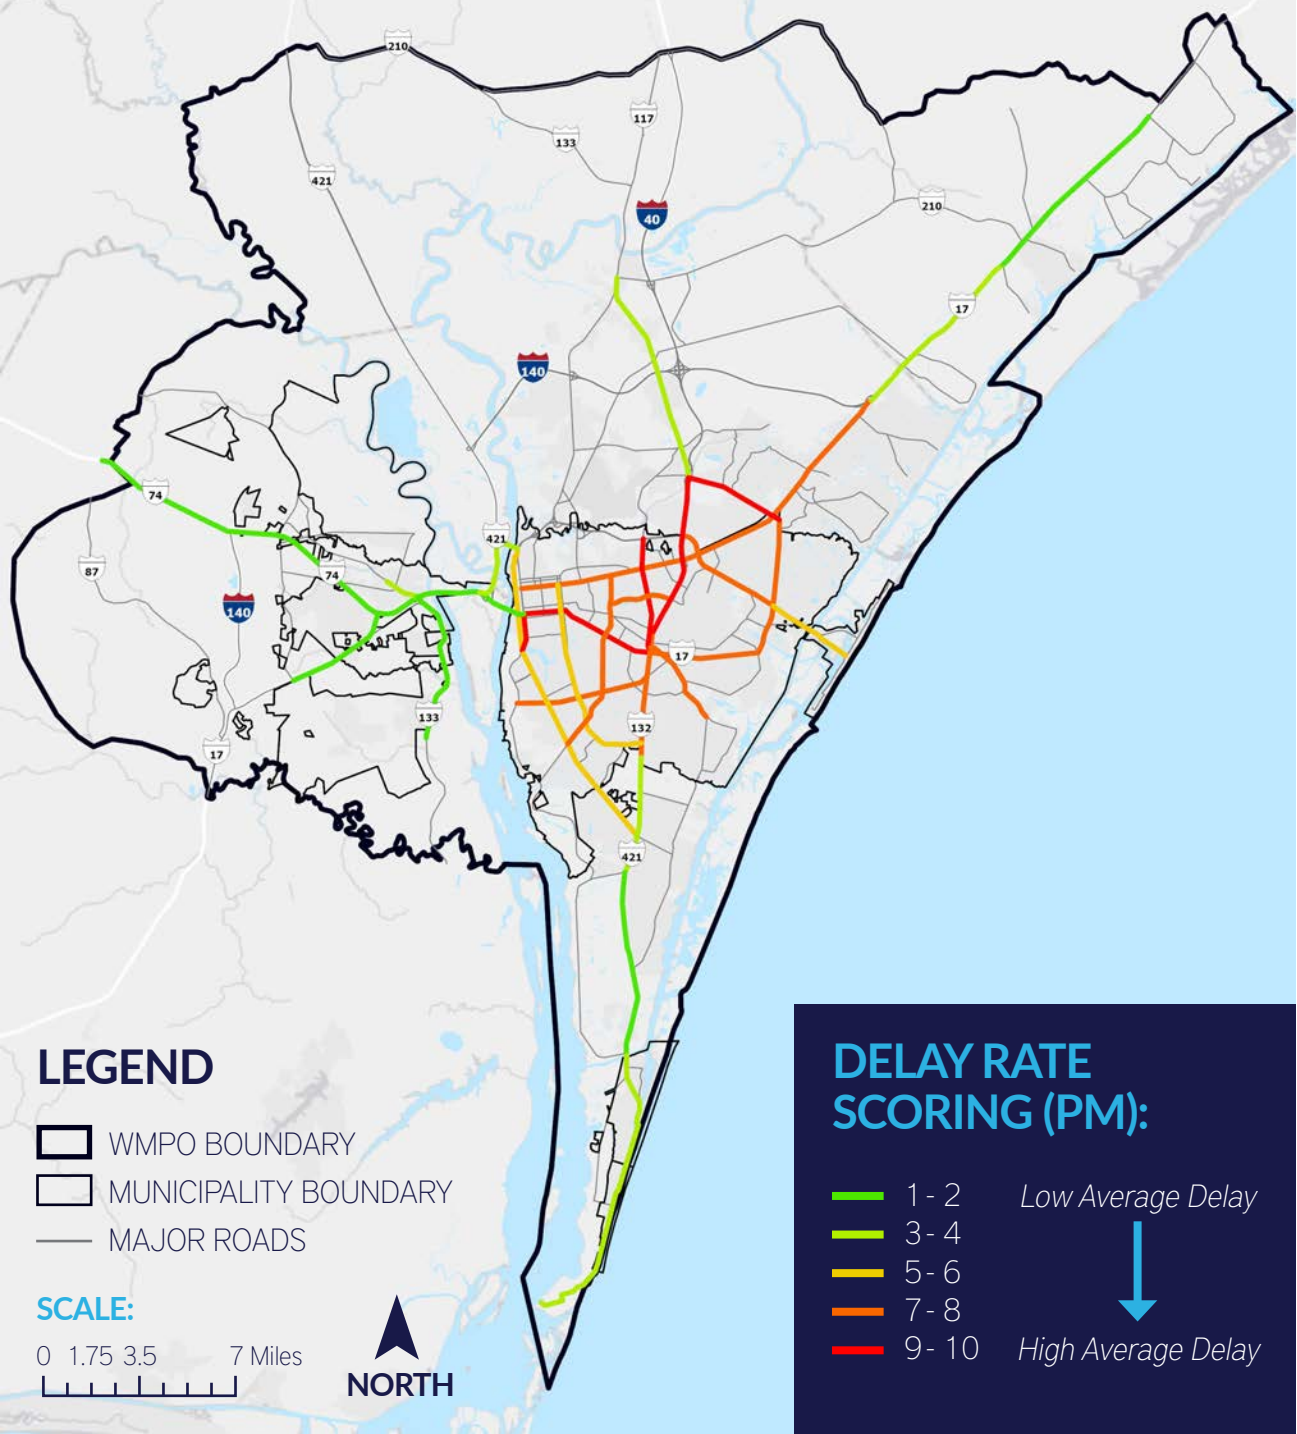 210
117
133
421
40
210
17
140
74
421
74
87
140
17
133
132
17
421
LEGEND
WMPO BOUNDARY
MUNICIPALITY BOUNDARY
MAJOR ROADS
SCALE:
0 1.75 3.5 7 Miles
NORTH
DELAY RATE
SCORING (PM):
1 - 2 Low Average Delay
3 - 4
5 - 6
7 - 8
9 - 10 High Average Delay